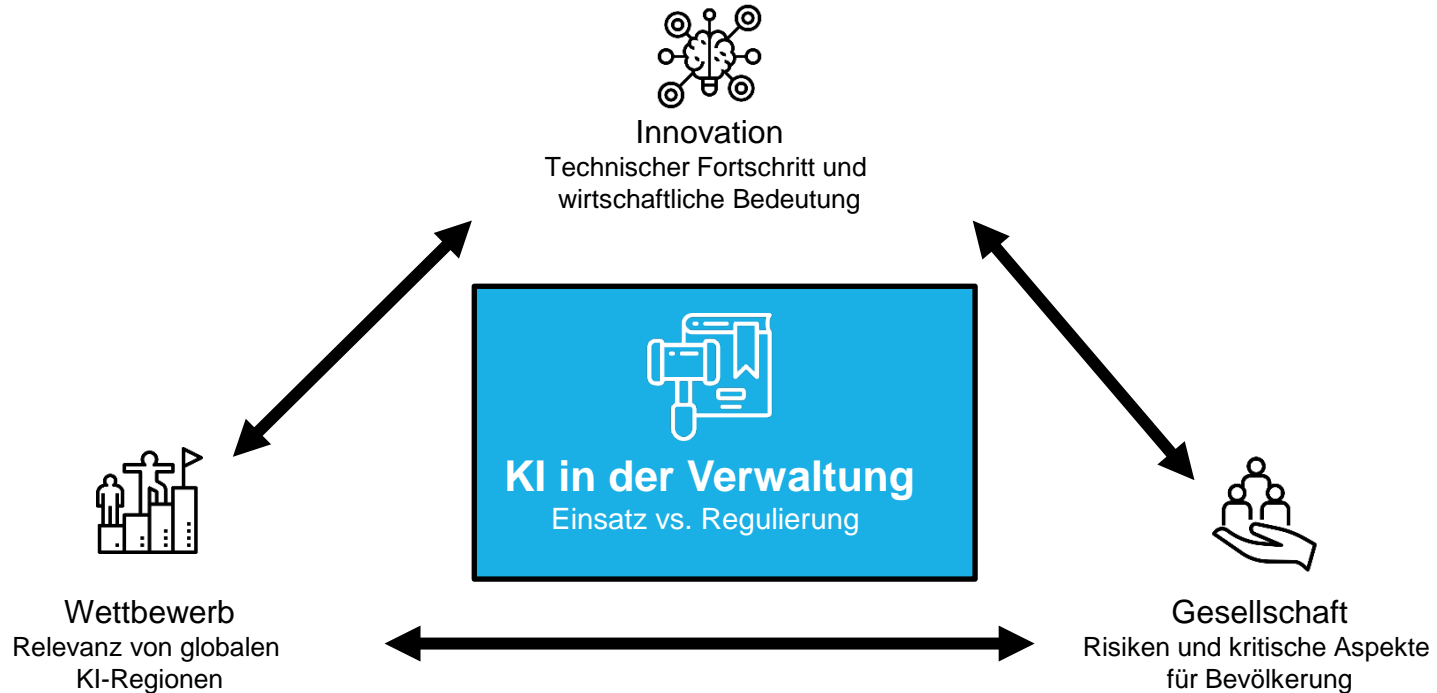 Innovation
Technischer Fortschritt und
wirtschaftliche Bedeutung
KI in der Verwaltung
Einsatz vs. Regulierung
Wettbewerb
Relevanz von globalen
KI-Regionen
Gesellschaft
Risiken und kritische Aspekte
für Bevölkerung